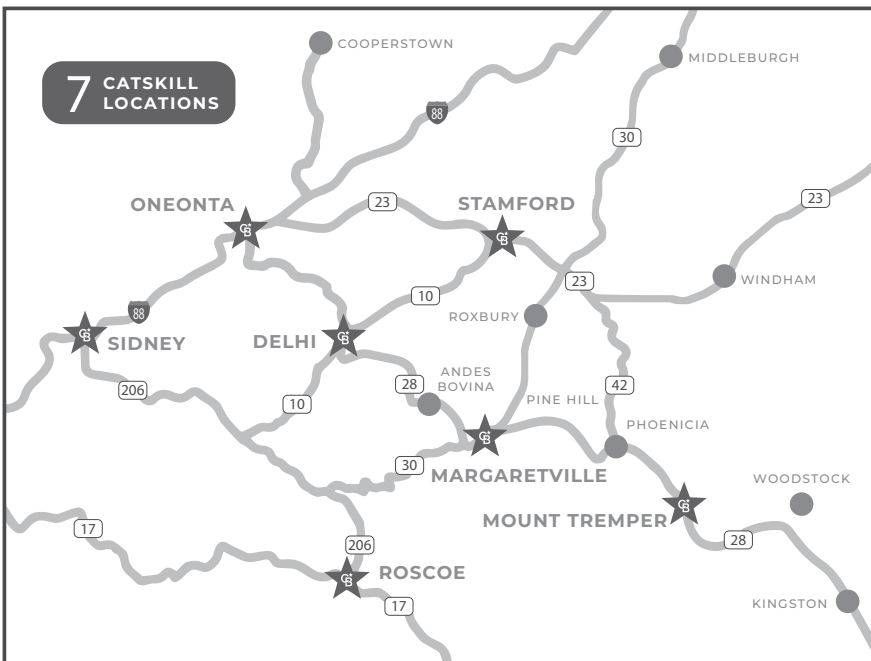 COOPERSTOWN
MIDDLEBURGH
7 CATSKILL
LOCATIONS
88
30
ONEONTA
23
STAMFORD
23
23
WINDHAM
10
88
ROXBURY
SIDNEY
DELHI
ANDES
BOVINA
28
42
206
10
PINE HILL
PHOENICIA
30
MARGARETVILLE
WOODSTOCK
MOUNT TREMPER
17
28
206
ROSCOE
17
KINGSTON